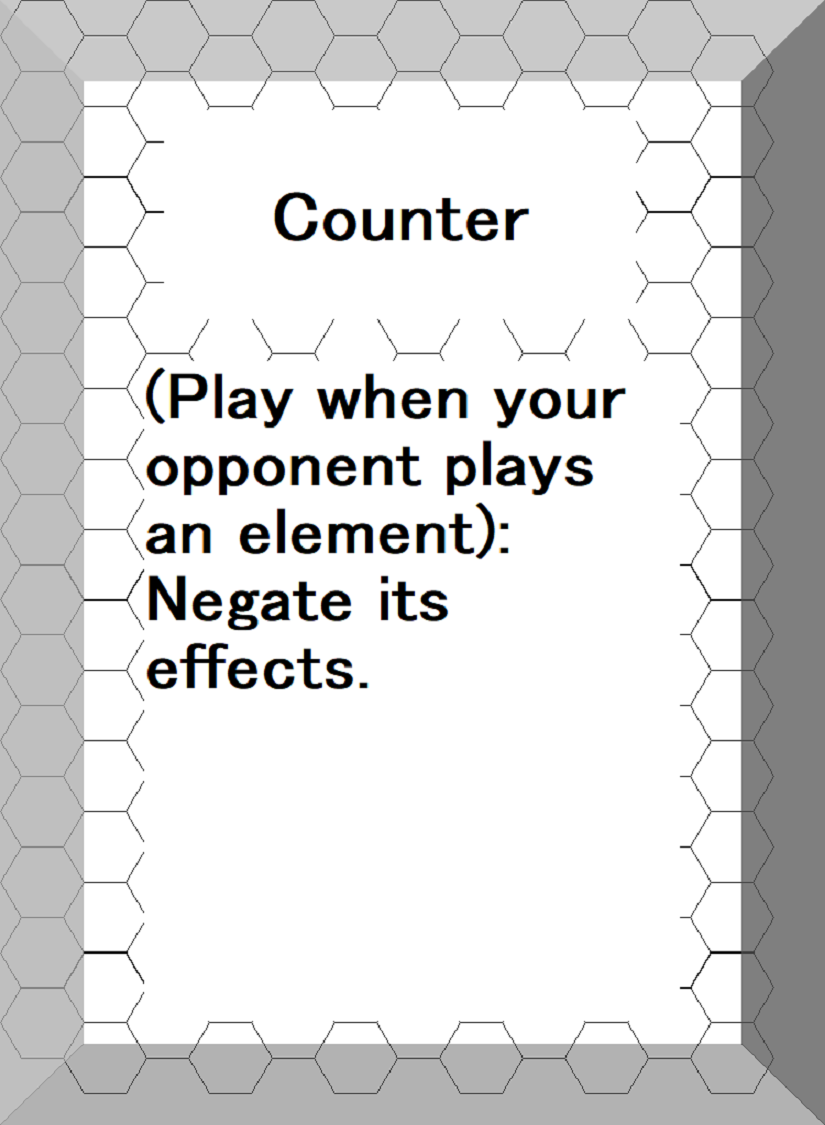 Counter
(Play when your
opponent plays
an element):
Negate its
effects.